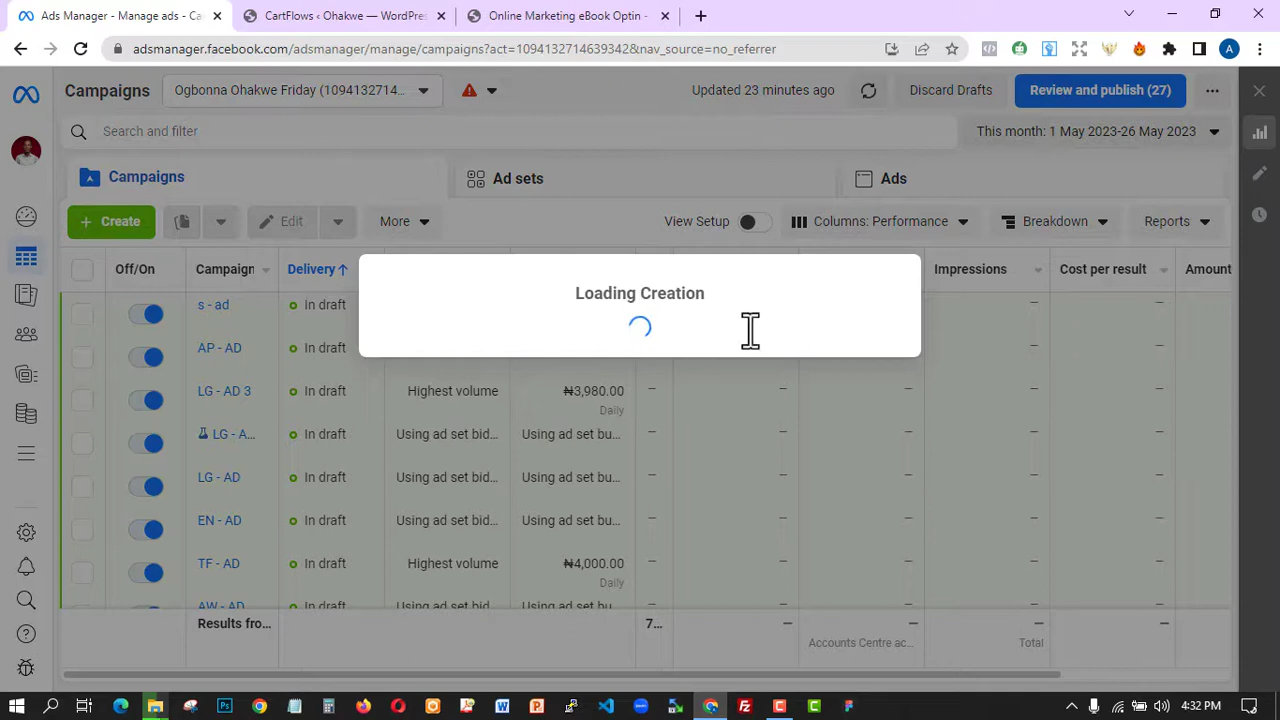 Ads Manager - Manage ads - Ca
CartFlows ‹ Ohakwe — WordPres
Online Marketing eBook Optin -
adsmanager.facebook.com/adsmanager/manage/campaigns?act=109413271463934​2&nav_source=no_referrer
A
Campaigns
Ogbonna Ohakwe Friday (1094132714...
Updated 23 minutes ago
Discard Drafts
Review and publish (27)
Search and filter
This month: 1 May 2023-26 May 2023
Campaigns
Ad sets
Ads
+ Create
Edit
More
View Setup
Columns: Performance
Breakdown
Reports
Off/On
Campaign
Delivery ↑
Impressions
Cost per result
Amount
Loading Creation
s - ad
In draft
AP - AD
In draft
LG - AD 3
In draft
Highest volume
₦3,980.00
Daily
LG - A...
In draft
Using ad set bid...
Using ad set bu...
LG - AD
In draft
Using ad set bid...
Using ad set bu...
EN - AD
In draft
Using ad set bid...
Using ad set bu...
TF - AD
In draft
Highest volume
₦4,000.00
Daily
AW - AD
In draft
Using ad set bid...
Using ad set bu...
Results fro...
7...
Accounts Centre ac...
Total
4:32 PM